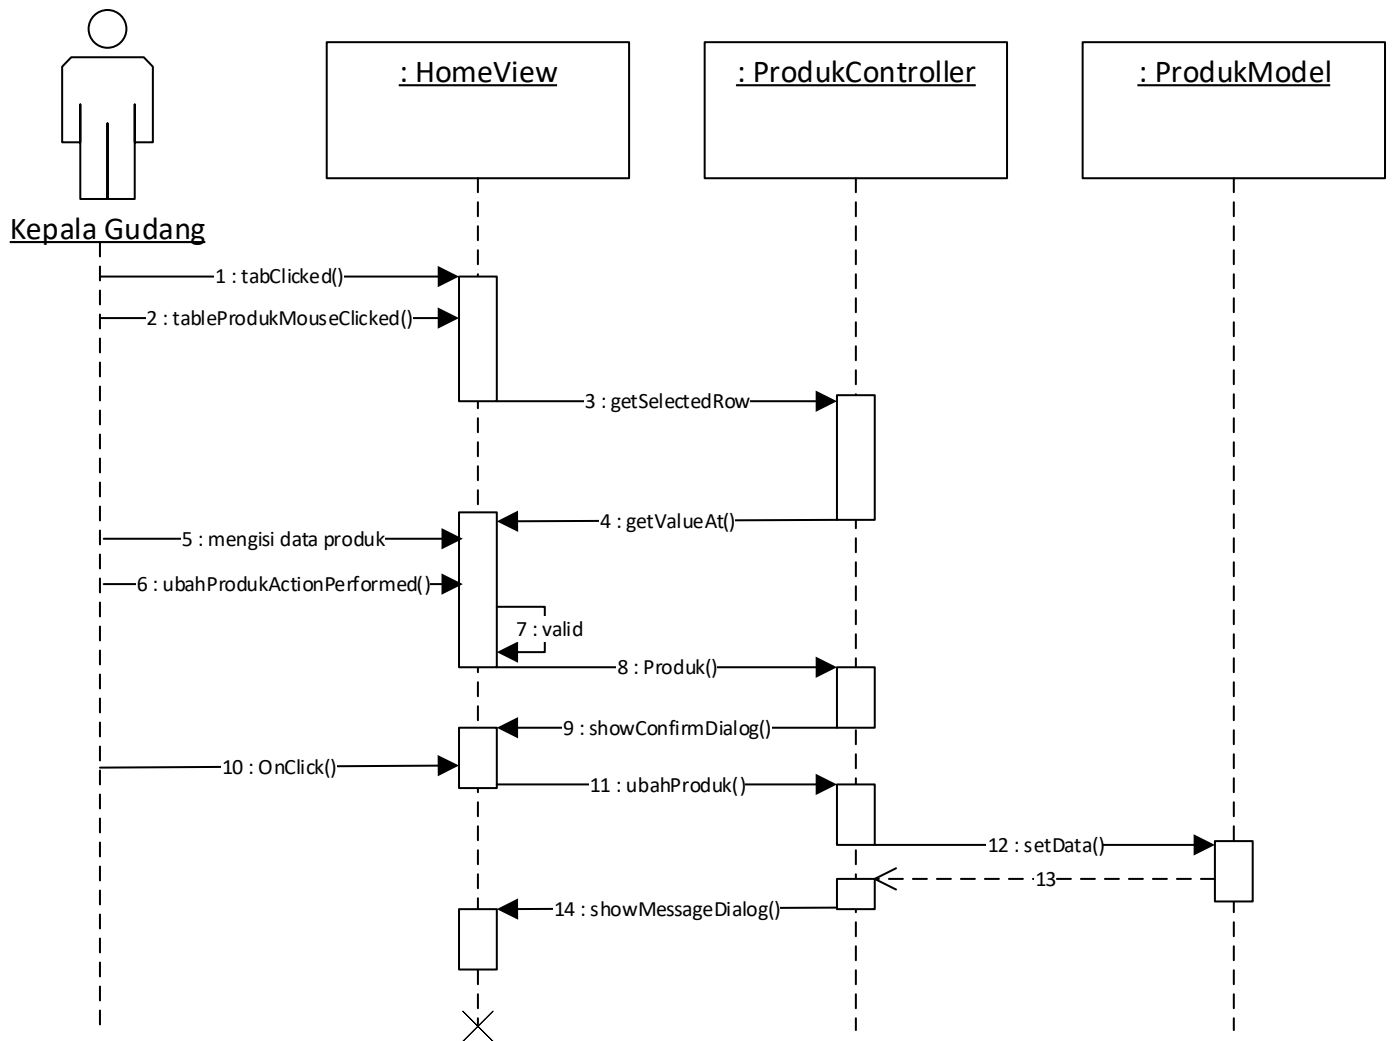 : HomeView
: ProdukController
: ProdukModel
Kepala Gudang
1 : tabClicked()
2 : tableProdukMouseClicked()
3 : getSelectedRow
4 : getValueAt()
5 : mengisi data produk
6 : ubahProdukActionPerformed()
7 : valid
8 : Produk()
9 : showConfirmDialog()
10 : OnClick()
11 : ubahProduk()
12 : setData()
13
14 : showMessageDialog()